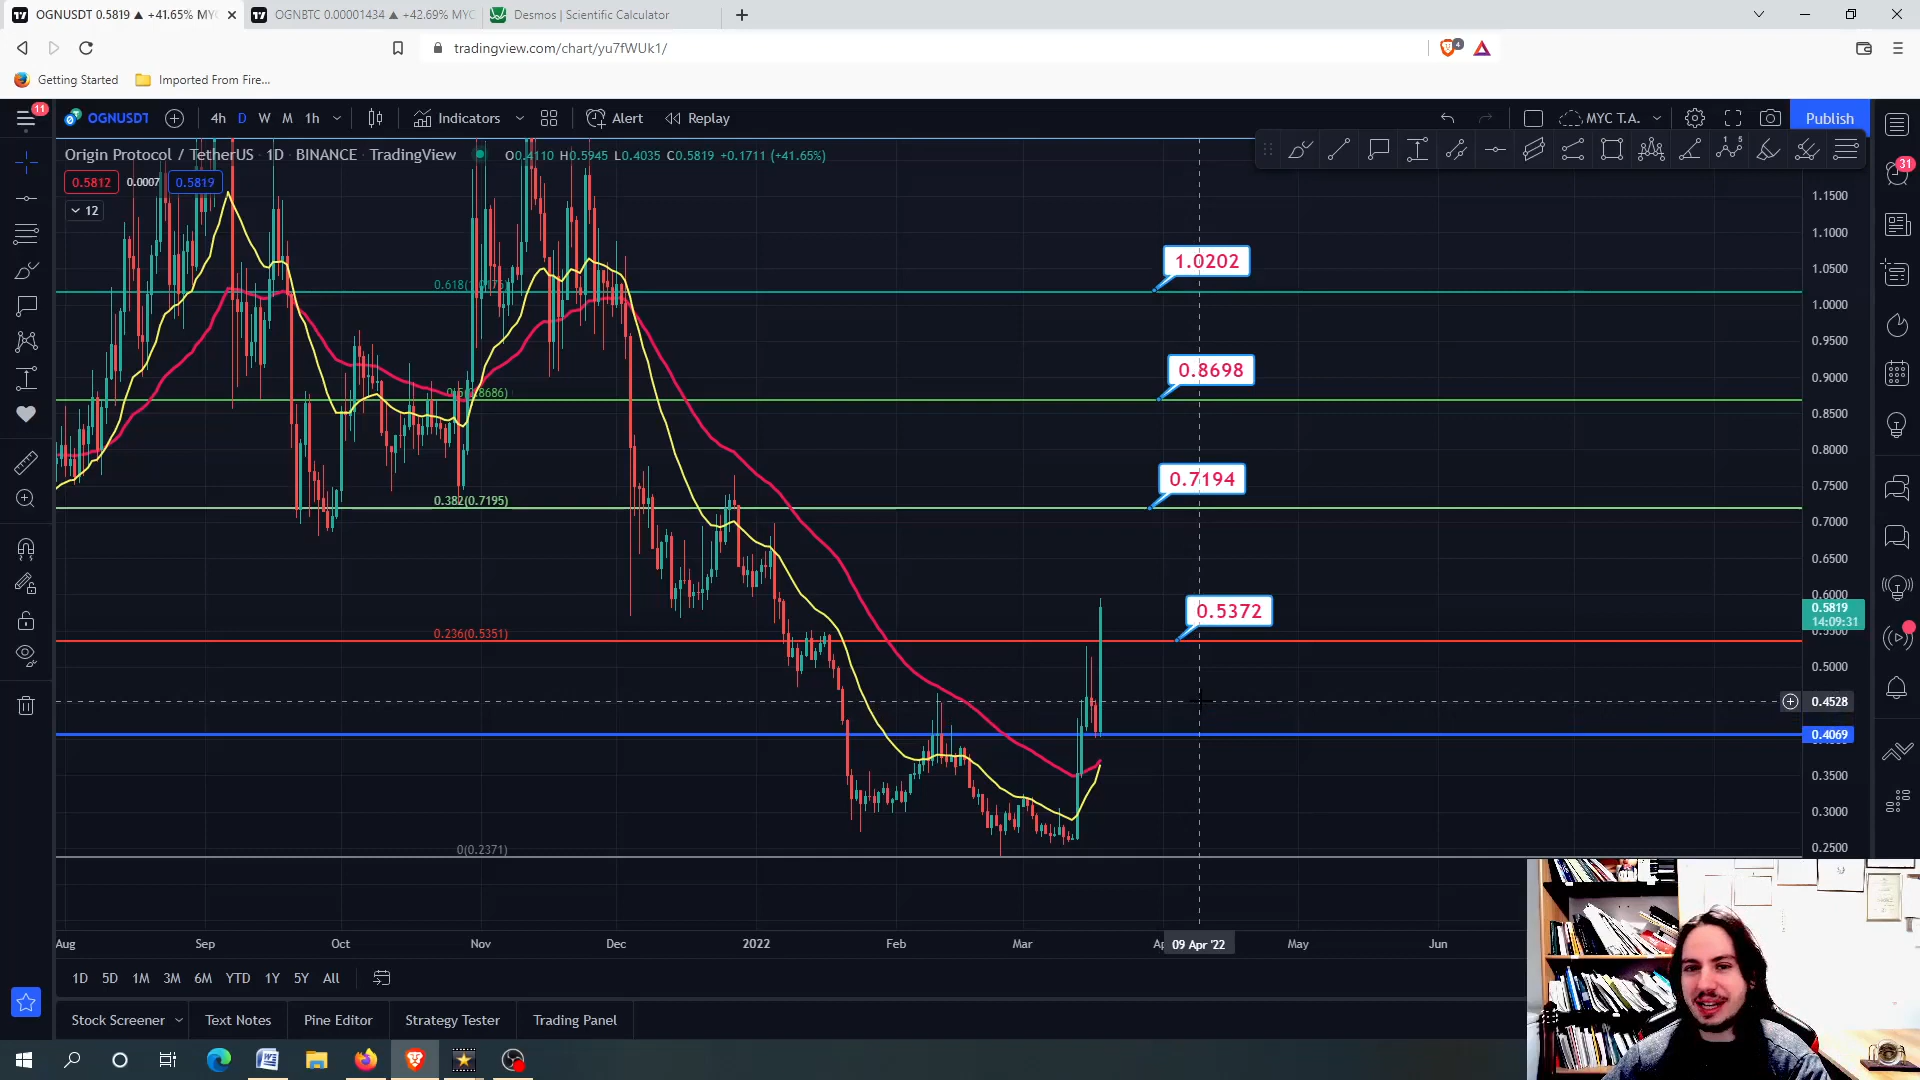 OGNUSDT 0.5819 ▲ +41.65% MYC
OGNBTC 0.00001434 ▲ +42.69% MYC
Desmos | Scientific Calculator
tradingview.com/chart/yu7fWUk1/
4
Getting Started
Imported From Fire...
11
OGNUSDT
4h D W M 1h
Indicators
Alert
Replay
MYC T.A.
Publish
Origin Protocol / TetherUS · 1D · BINANCE · TradingView
O0.4110 H0.5945 L0.4035 C0.5819 +0.1711 (+41.65%)
0.5812 0.0007 0.5819
12
31
1.1500
1.1000
1.0500
1.0000
0.9500
0.9000
0.8500
0.8000
0.7500
0.7000
0.6500
0.6000
0.5819
14:09:31
0.5000
0.4528
0.4069
0.3500
0.3000
0.2500
1.0202
0.8698
0.7194
0.5372
0.382(0.7195)
0.236(0.5351)
0(0.2371)
Aug Sep Oct Nov Dec 2022 Feb Mar 09 Apr '22 May Jun
1D 5D 1M 3M 6M YTD 1Y 5Y All
Stock Screener
Text Notes
Pine Editor
Strategy Tester
Trading Panel